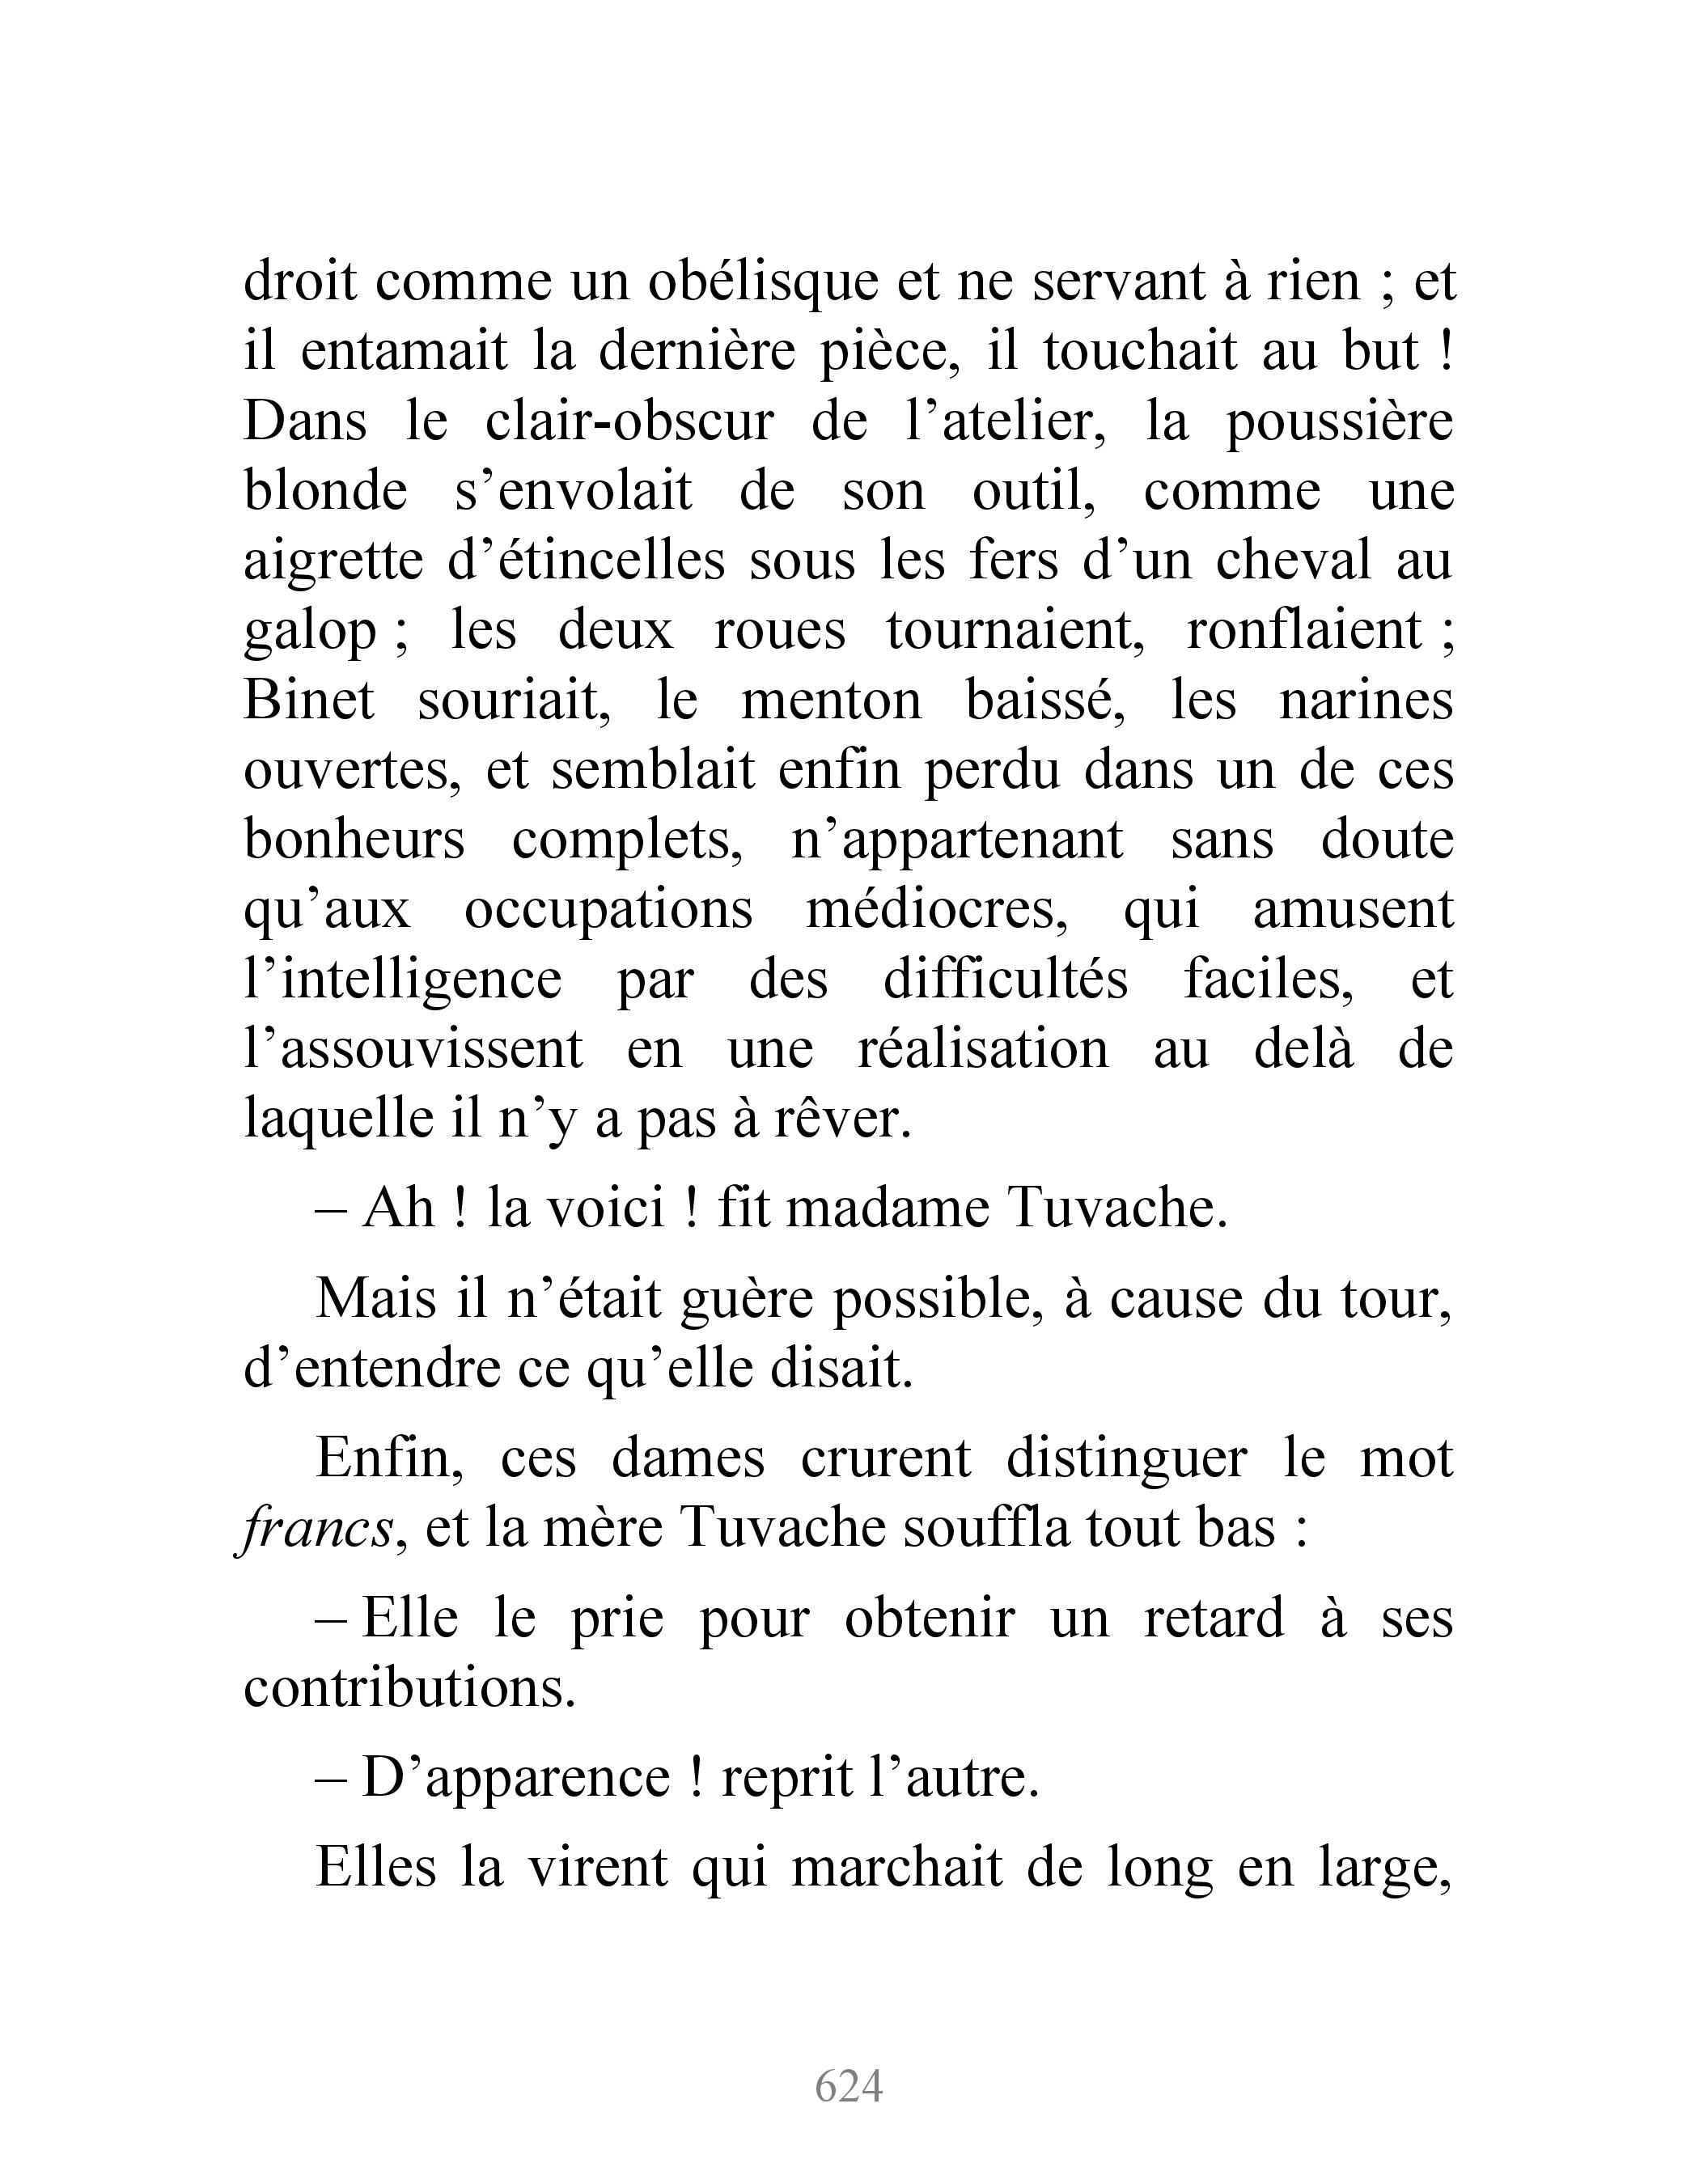 droit comme un obélisque et ne servant à rien ; et
il entamait la dernière pièce, il touchait au but !
Dans le clair-obscur de l’atelier, la poussière
blonde s’envolait de son outil, comme une
aigrette d’étincelles sous les fers d’un cheval au
galop ; les deux roues tournaient, ronflaient ;
Binet souriait, le menton baissé, les narines
ouvertes, et semblait enfin perdu dans un de ces
bonheurs complets, n’appartenant sans doute
qu’aux occupations médiocres, qui amusent
l’intelligence par des difficultés faciles, et
l’assouvissent en une réalisation au delà de
laquelle il n’y a pas à rêver.
– Ah ! la voici ! fit madame Tuvache.
Mais il n’était guère possible, à cause du tour,
d’entendre ce qu’elle disait.
Enfin, ces dames crurent distinguer le mot
francs, et la mère Tuvache souffla tout bas :
– Elle le prie pour obtenir un retard à ses
contributions.
– D’apparence ! reprit l’autre.
Elles la virent qui marchait de long en large,
624